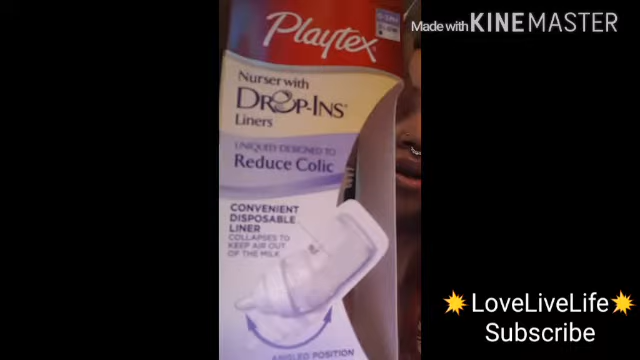 Made with KINEMASTER
Playtex
Nurser with
DROP-INS®
Liners
UNIQUELY DESIGNED TO
Reduce Colic
CONVENIENT
DISPOSABLE
LINER
COLLAPSES TO
KEEP AIR OUT
OF THE MILK
ANGLED POSITION
💥LoveLiveLife💥
Subscribe